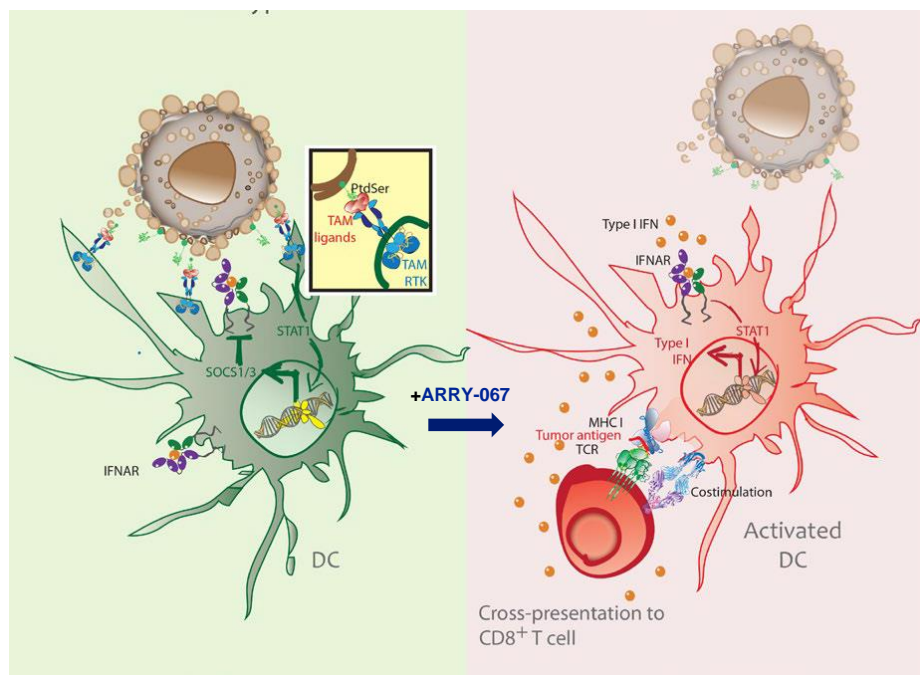 PtdSer
TAM
ligands
TAM
RTK
STAT1
SOCS1/3
IFNAR
DC
+ARRY-067
Type I IFN
IFNAR
STAT1
Type I
IFN
MHC I
Tumor antigen
TCR
Costimulation
Activated
DC
Cross-presentation to
CD8⁺ T cell